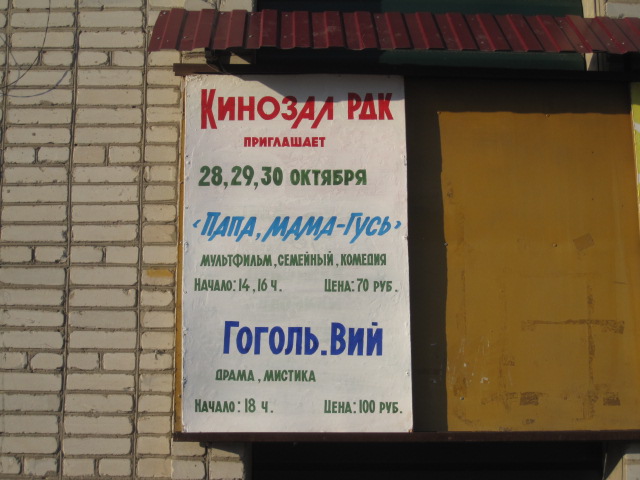 Кинозал РДК
приглашает
28,29,30 октября
«Папа, мама-Гусь»
мультфильм, семейный, комедия
Начало: 14, 16 ч. Цена: 70 руб.
Гоголь.Вий
драма, мистика
Начало: 18 ч. Цена: 100 руб.